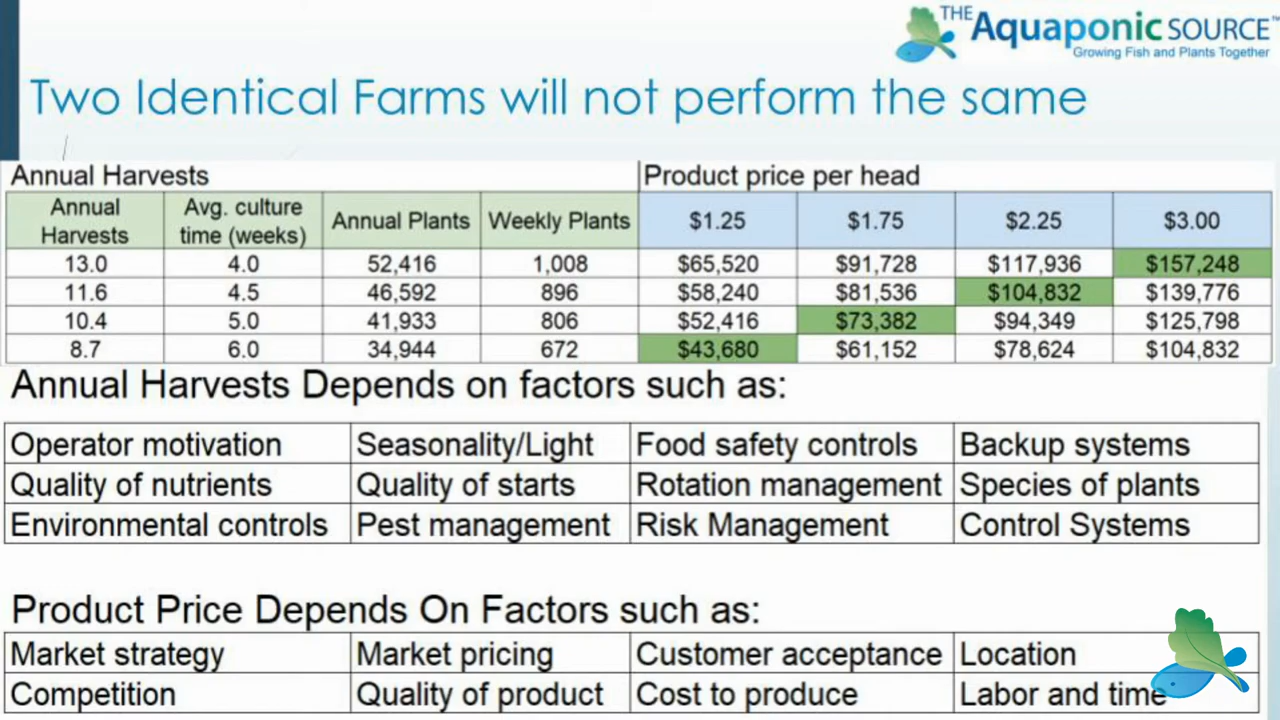 THE
Aquaponic SOURCE™
Growing Fish and Plants Together
Two Identical Farms will not perform the same
Annual Harvests Product price per head
Annual Harvests Avg. culture time (weeks) Annual Plants Weekly Plants $1.25 $1.75 $2.25 $3.00
13.0 4.0 52,416 1,008 $65,520 $91,728 $117,936 $157,248
11.6 4.5 46,592 896 $58,240 $81,536 $104,832 $139,776
10.4 5.0 41,933 806 $52,416 $73,382 $94,349 $125,798
8.7 6.0 34,944 672 $43,680 $61,152 $78,624 $104,832
Annual Harvests Depends on factors such as:
Operator motivation Seasonality/Light Food safety controls Backup systems
Quality of nutrients Quality of starts Rotation management Species of plants
Environmental controls Pest management Risk Management Control Systems
Product Price Depends On Factors such as:
Market strategy Market pricing Customer acceptance Location
Competition Quality of product Cost to produce Labor and time